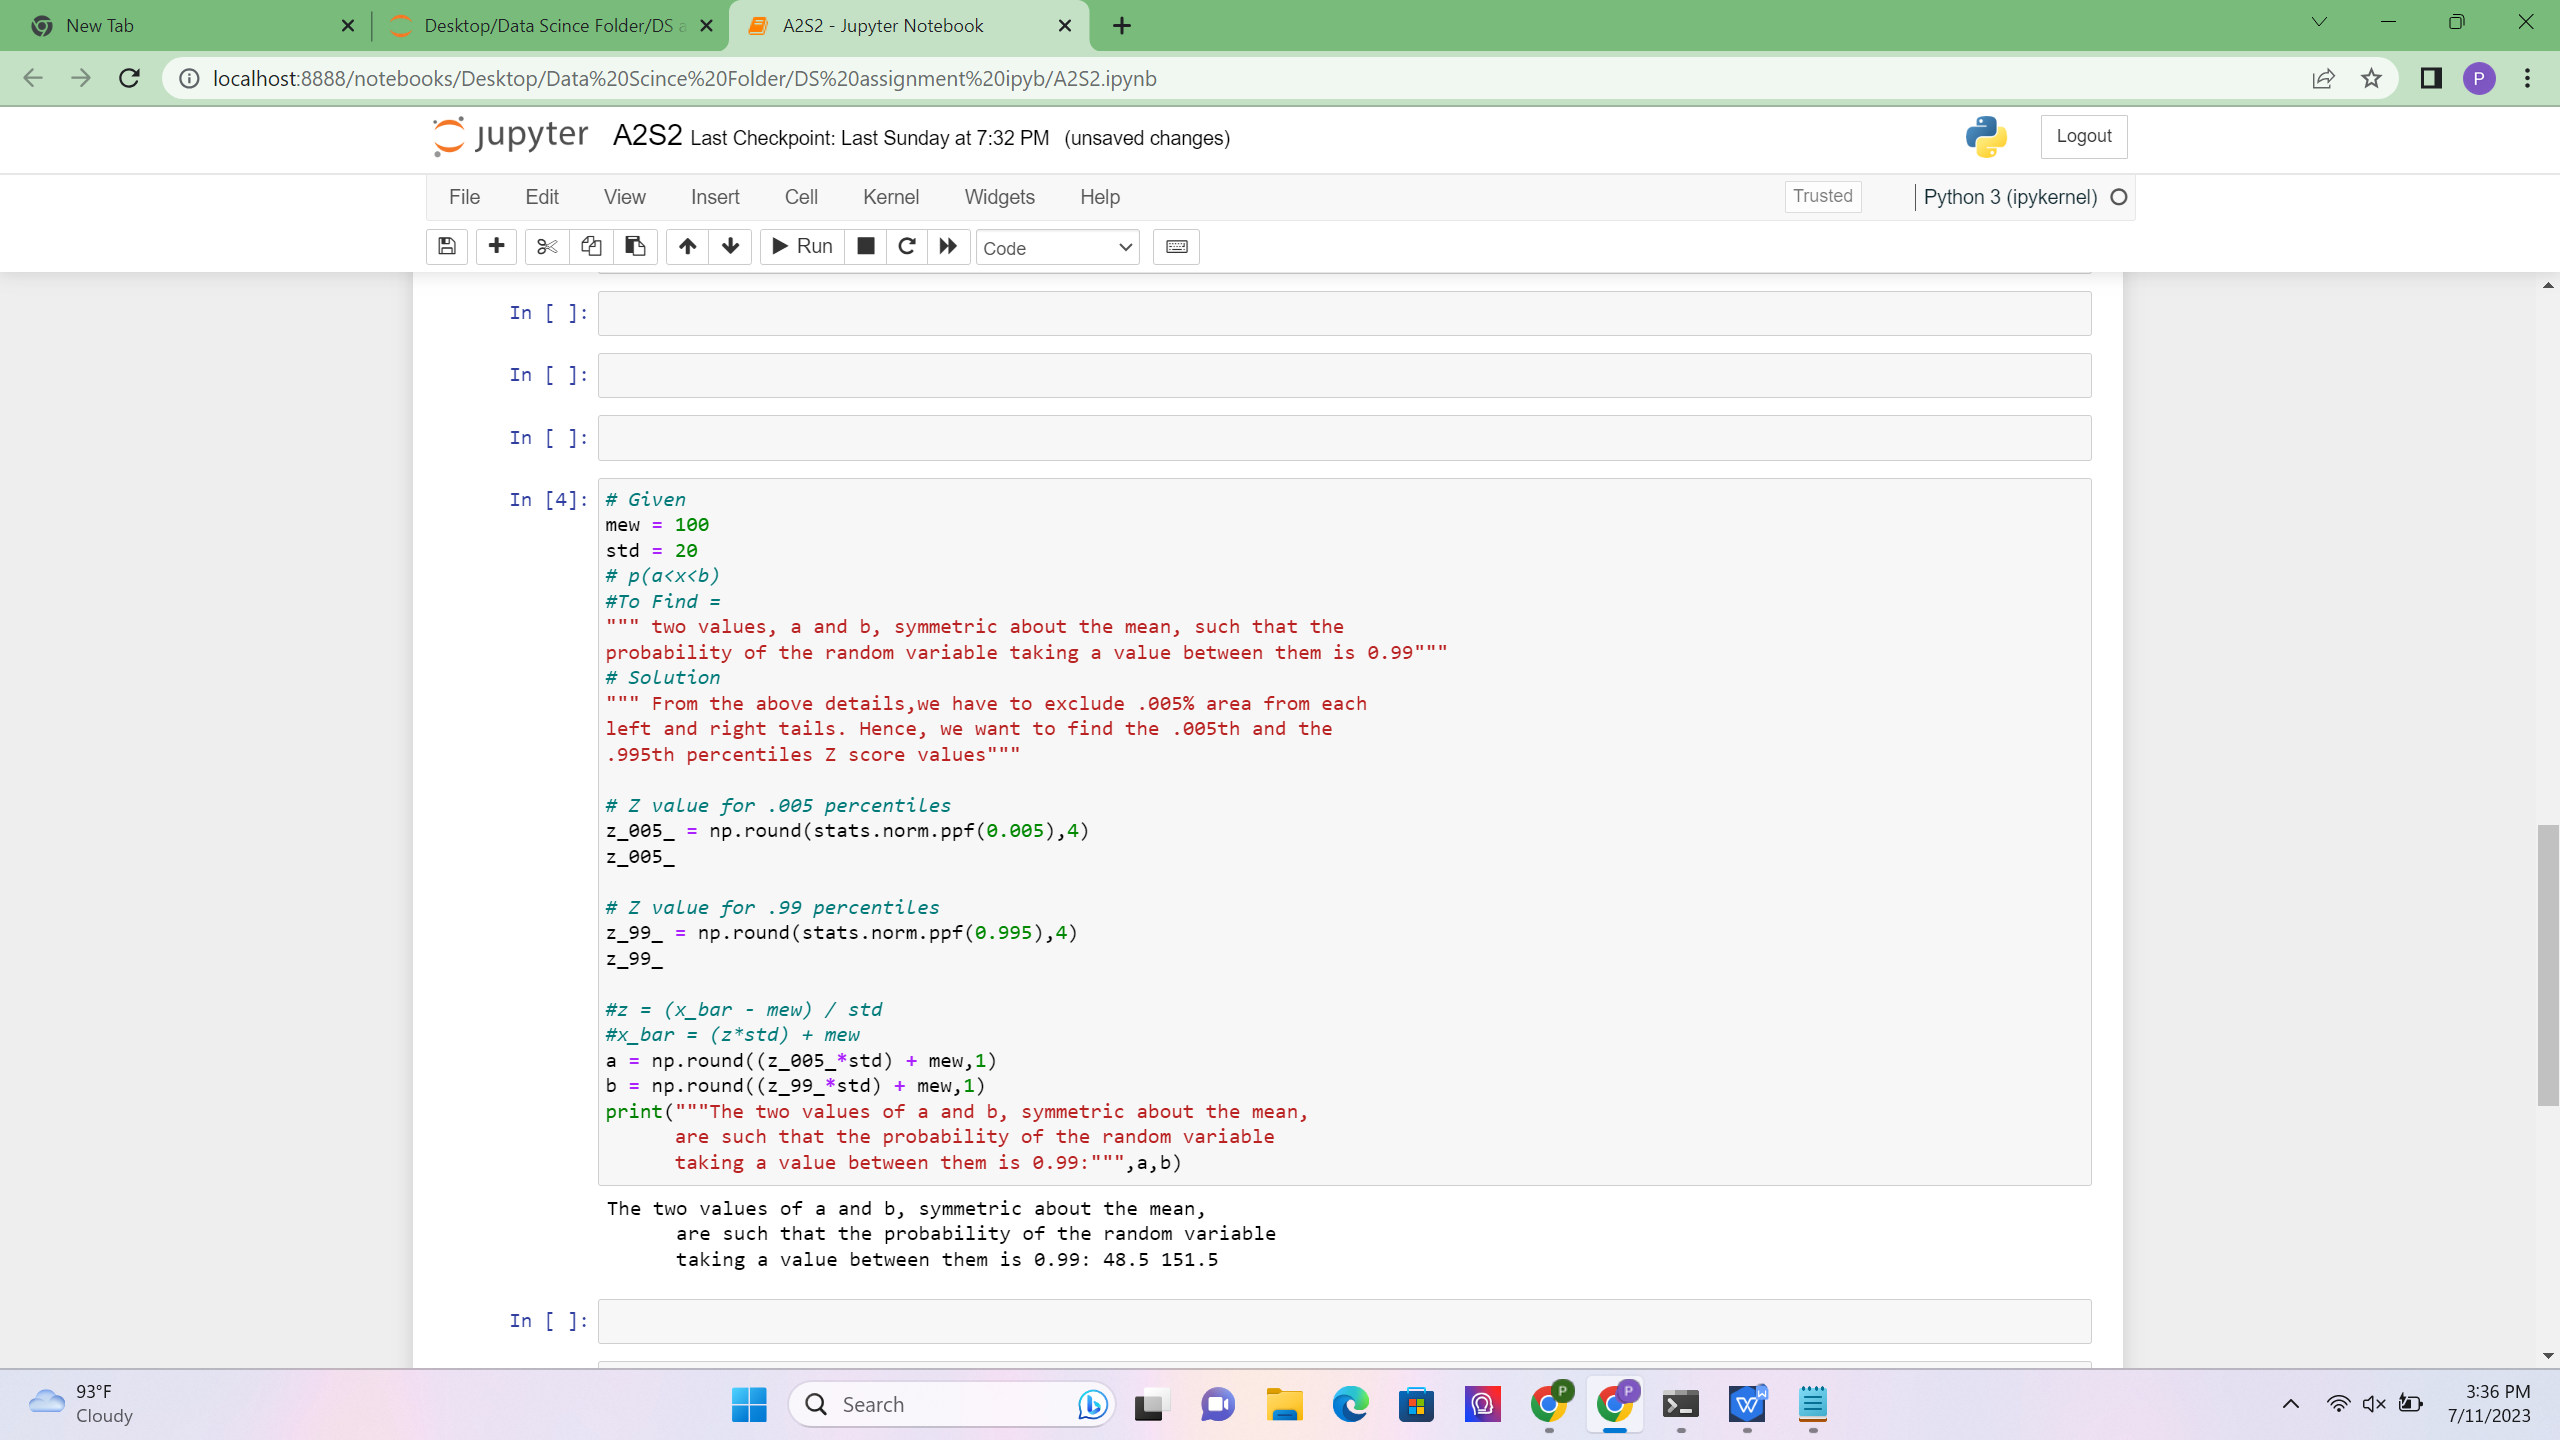 New Tab
Desktop/Data Scince Folder/DS a
A2S2 - Jupyter Notebook
localhost:8888/notebooks/Desktop/Data%20Scince%20Folder/DS%20assignment%20ipyb/A2S2.ipynb
P
jupyter A2S2 Last Checkpoint: Last Sunday at 7:32 PM (unsaved changes)
Logout
File Edit View Insert Cell Kernel Widgets Help
Trusted
Python 3 (ipykernel)
Run
Code
In [ ]:
In [ ]:
In [ ]:
In [4]:
# Given
mew = 100
std = 20
# p(a<x<b)
#To Find =
""" two values, a and b, symmetric about the mean, such that the
probability of the random variable taking a value between them is 0.99"""
# Solution
""" From the above details,we have to exclude .005% area from each
left and right tails. Hence, we want to find the .005th and the
.995th percentiles Z score values"""
# Z value for .005 percentiles
z_005_ = np.round(stats.norm.ppf(0.005),4)
z_005_
# Z value for .99 percentiles
z_99_ = np.round(stats.norm.ppf(0.995),4)
z_99_
#z = (x_bar - mew) / std
#x_bar = (z*std) + mew
a = np.round((z_005_*std) + mew,1)
b = np.round((z_99_*std) + mew,1)
print("""The two values of a and b, symmetric about the mean,
are such that the probability of the random variable
taking a value between them is 0.99:""",a,b)
The two values of a and b, symmetric about the mean,
are such that the probability of the random variable
taking a value between them is 0.99: 48.5 151.5
In [ ]:
93°F
Cloudy
Search
P
P
W
W
3:36 PM
7/11/2023